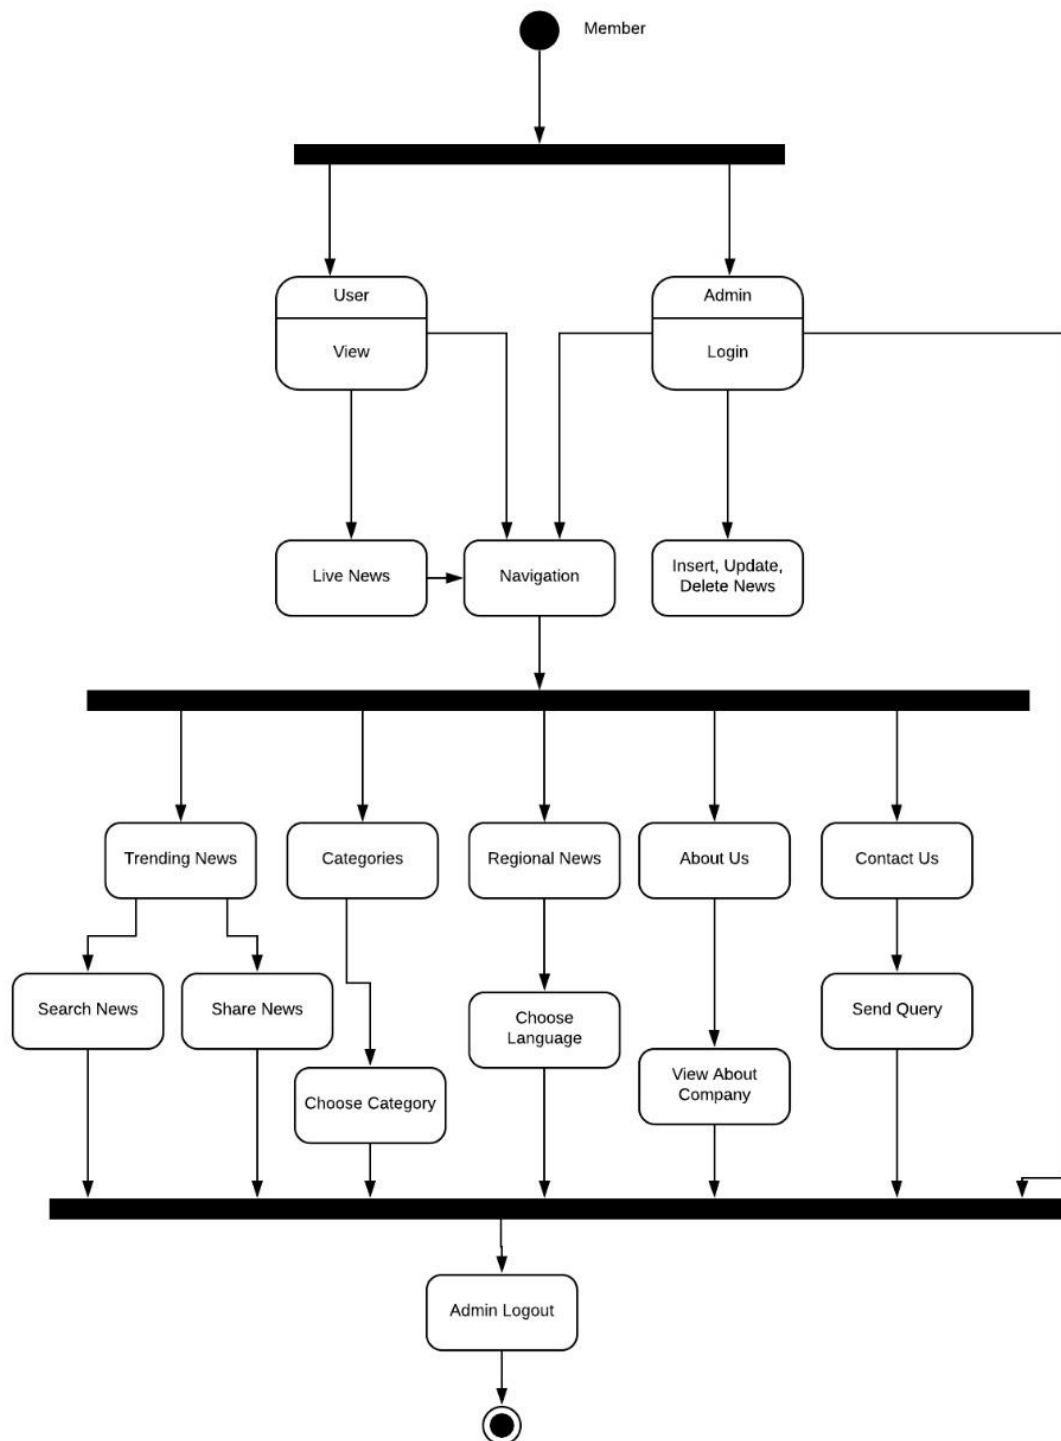 Member
User
Admin
View
Login
Live News
Navigation
Insert, Update,
Delete News
Trending News
Categories
Regional News
About Us
Contact Us
Search News
Share News
Choose
Language
Send Query
View About
Company
Choose Category
Admin Logout